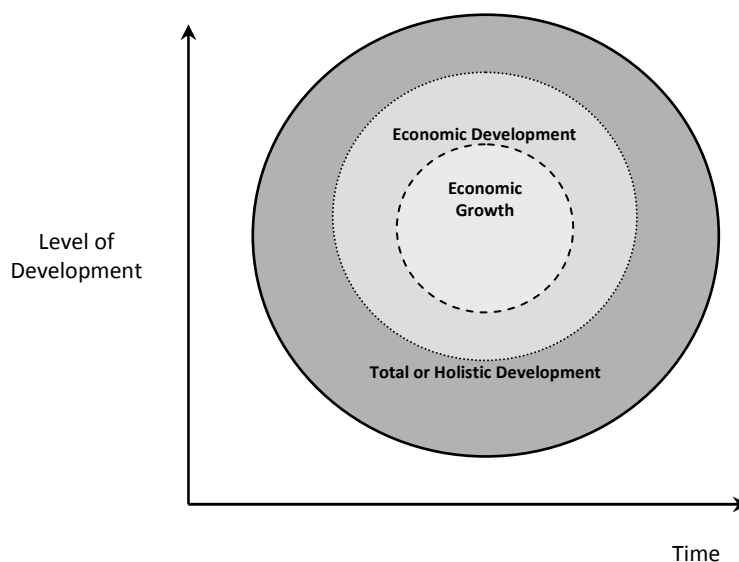 Economic Development
Economic
Growth
Level of
Development
Total or Holistic Development
Time